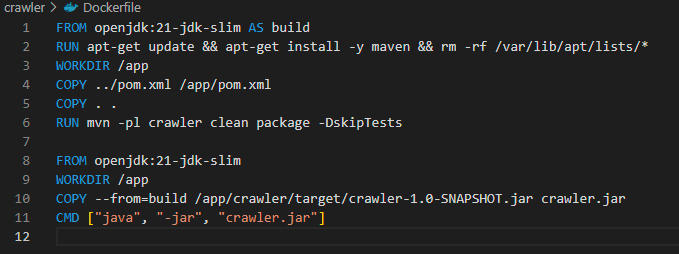 crawler > Dockerfile
1 FROM openjdk:21-jdk-slim AS build
2 RUN apt-get update && apt-get install -y maven && rm -rf /var/lib/apt/lists/*
3 WORKDIR /app
4 COPY ../pom.xml /app/pom.xml
5 COPY . .
6 RUN mvn -pl crawler clean package -DskipTests
7
8 FROM openjdk:21-jdk-slim
9 WORKDIR /app
10 COPY --from=build /app/crawler/target/crawler-1.0-SNAPSHOT.jar crawler.jar
11 CMD ["java", "-jar", "crawler.jar"]
12